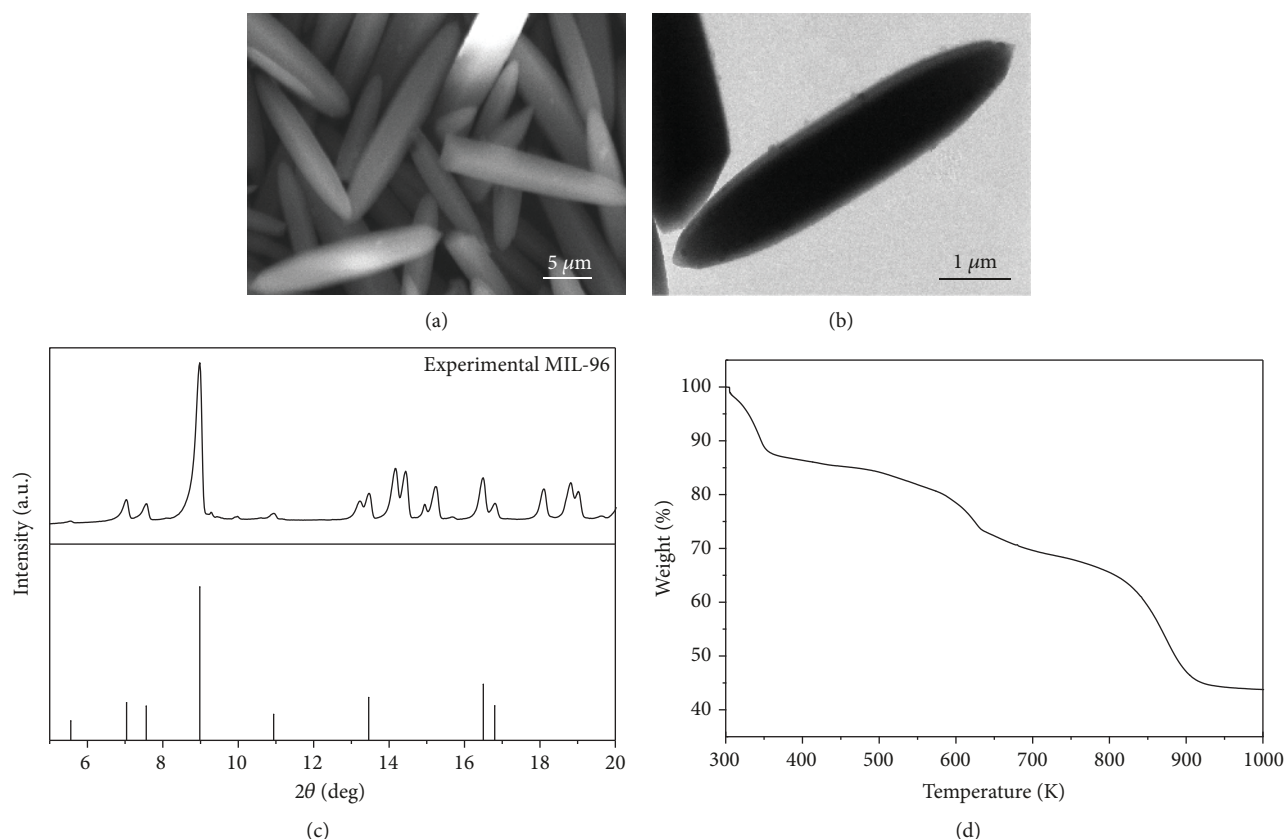 5 μm
1 μm
(a)
(b)
Experimental MIL-96
Intensity (a.u.)
6 8 10 12 14 16 18 20
2θ (deg)
(c)
100
90
80
70
60
50
40
Weight (%)
300 400 500 600 700 800 900 1000
Temperature (K)
(d)